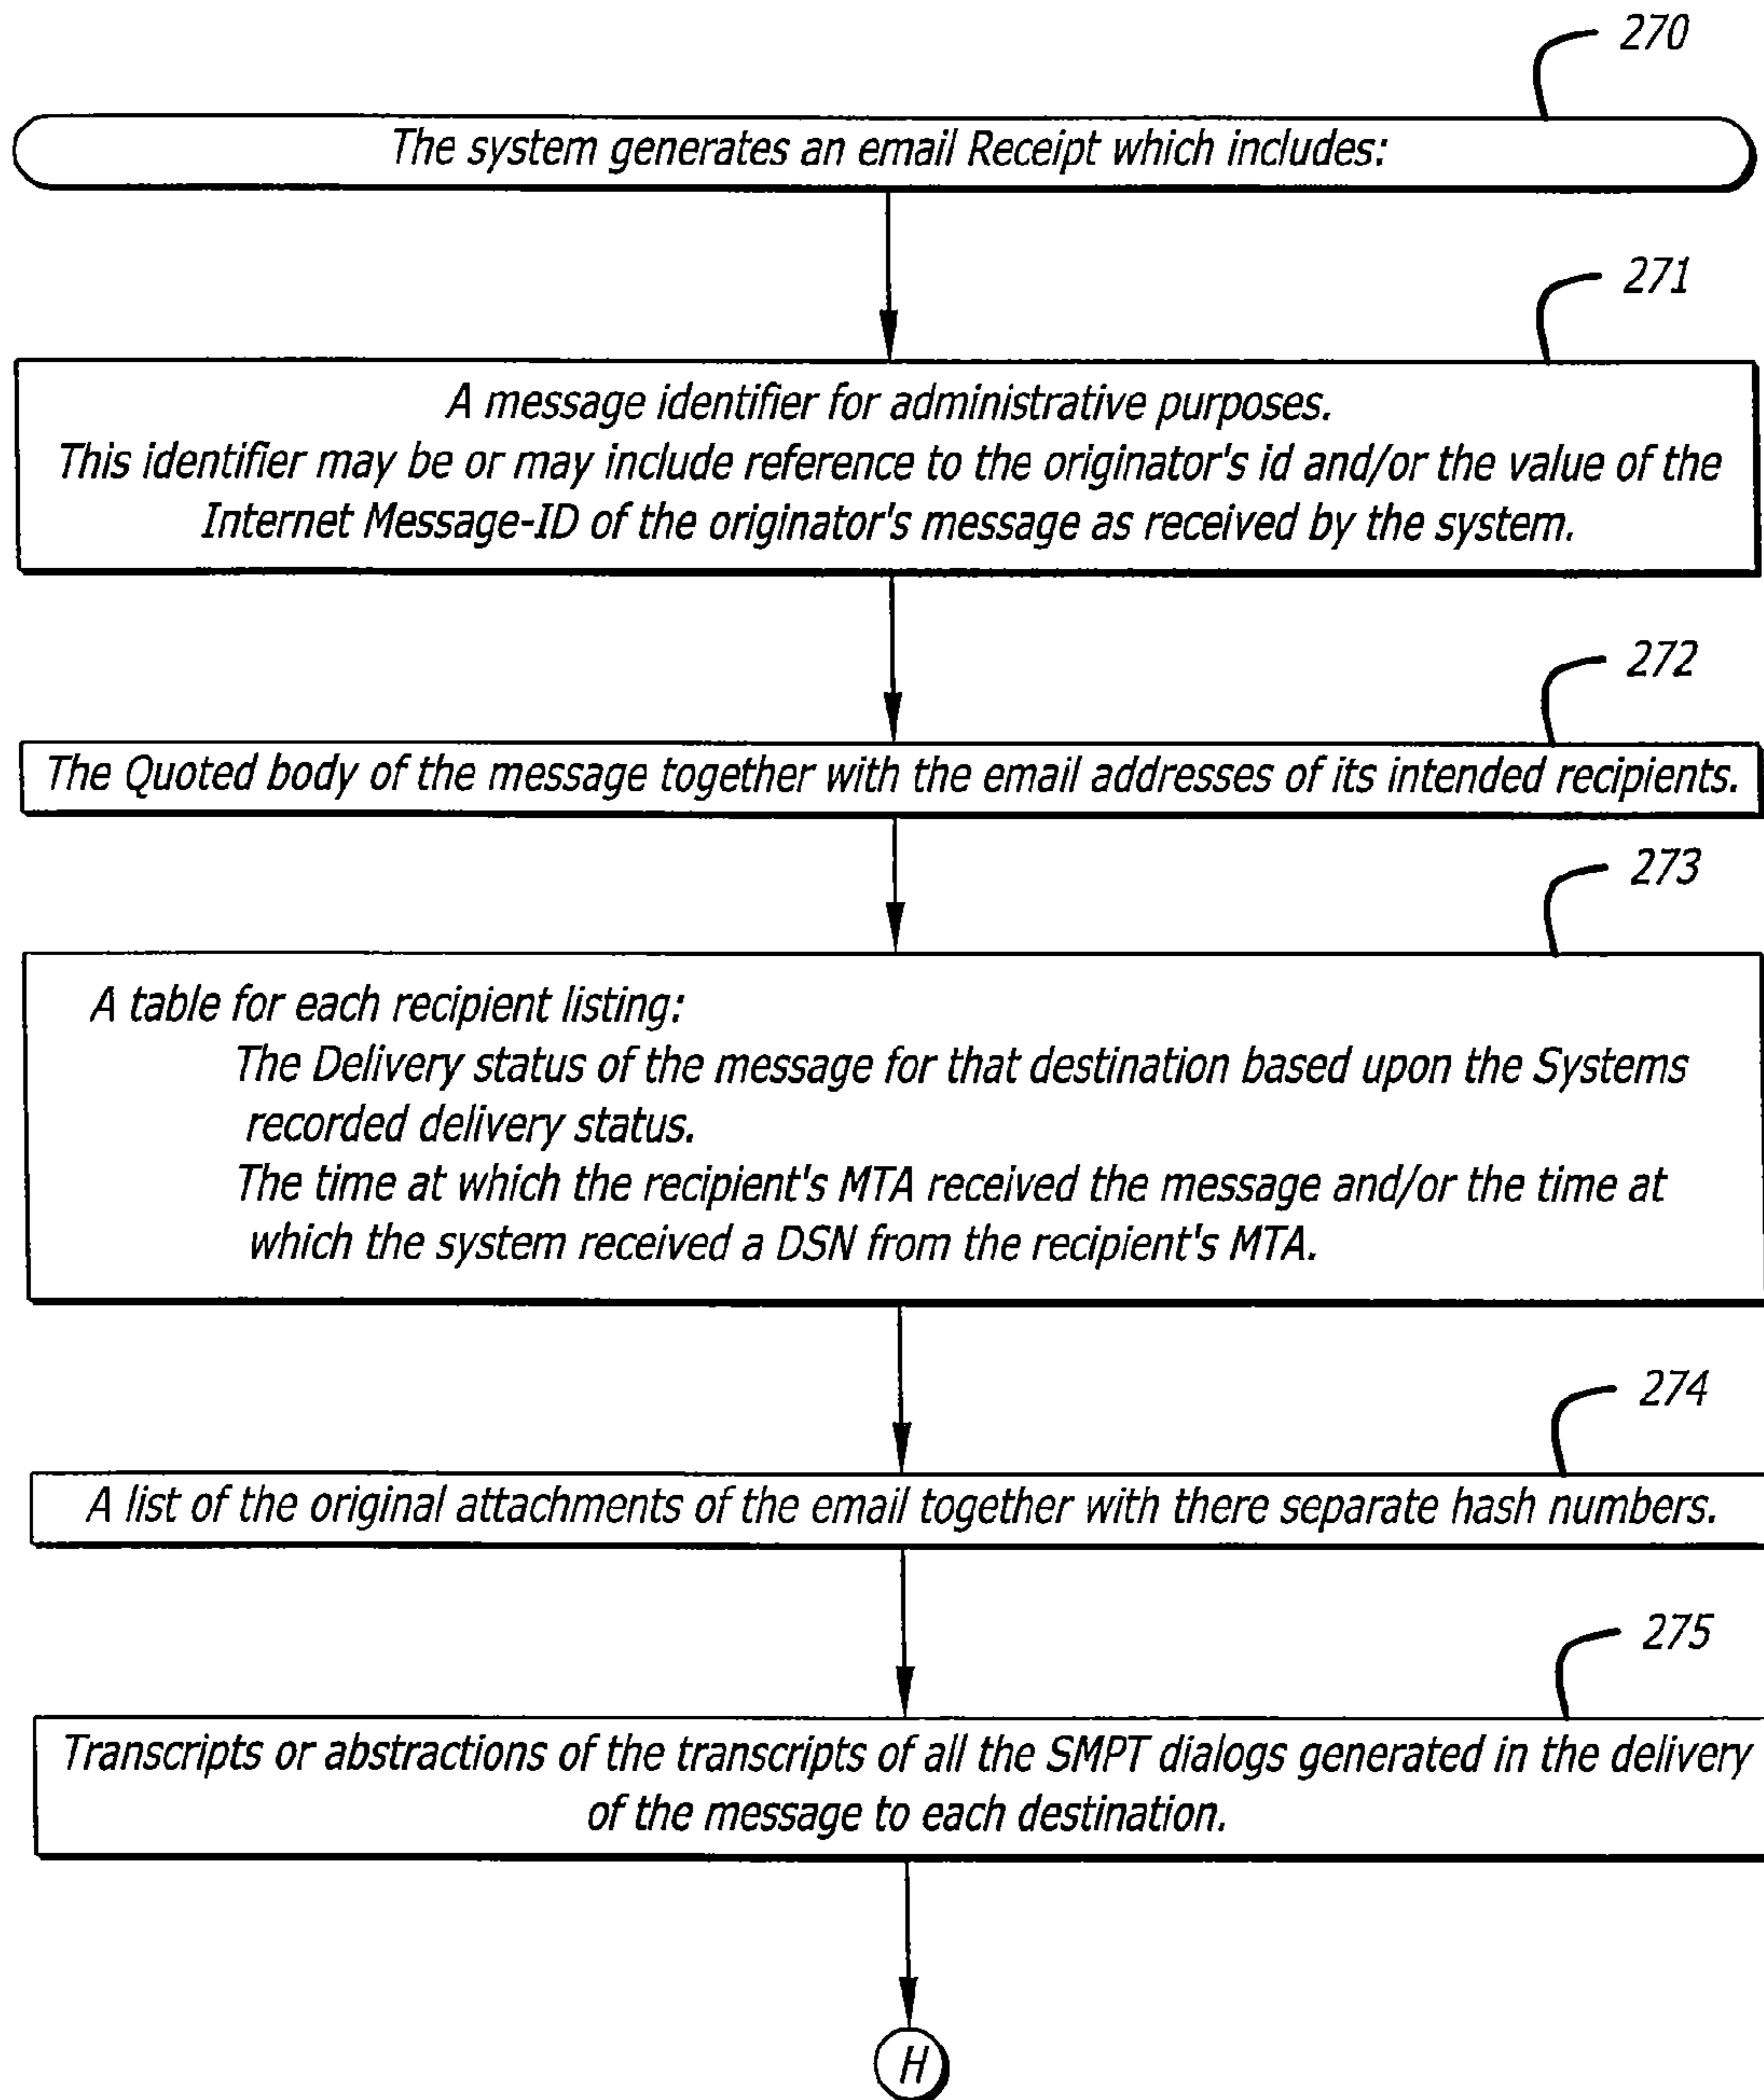 270
The system generates an email Receipt which includes:
271
A message identifier for administrative purposes.
This identifier may be or may include reference to the originator's id and/or the value of the
Internet Message-ID of the originator's message as received by the system.
272
The Quoted body of the message together with the email addresses of its intended recipients.
273
A table for each recipient listing:
The Delivery status of the message for that destination based upon the Systems
recorded delivery status.
The time at which the recipient's MTA received the message and/or the time at
which the system received a DSN from the recipient's MTA.
274
A list of the original attachments of the email together with there separate hash numbers.
275
Transcripts or abstractions of the transcripts of all the SMPT dialogs generated in the delivery
of the message to each destination.
H